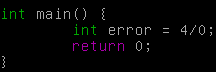 int main() {
        int error = 4/0;
        return 0;
}